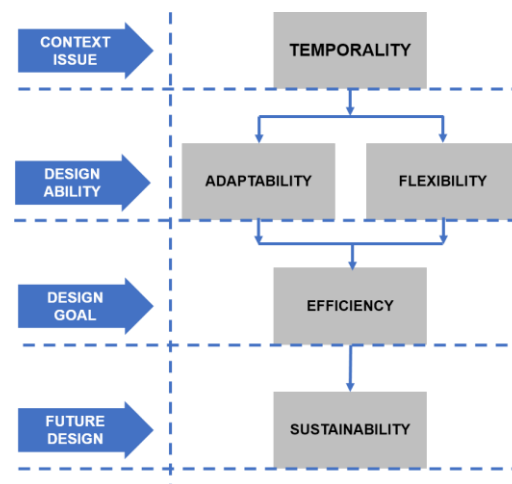 CONTEXT
ISSUE
TEMPORALITY
DESIGN
ABILITY
ADAPTABILITY
FLEXIBILITY
DESIGN
GOAL
EFFICIENCY
FUTURE
DESIGN
SUSTAINABILITY